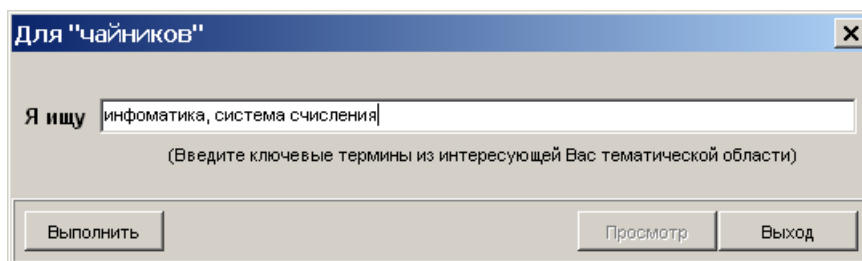 Для "чайников"
Я ищу инфоматика, система счисления
(Введите ключевые термины из интересующей Вас тематической области)
Выполнить Просмотр Выход